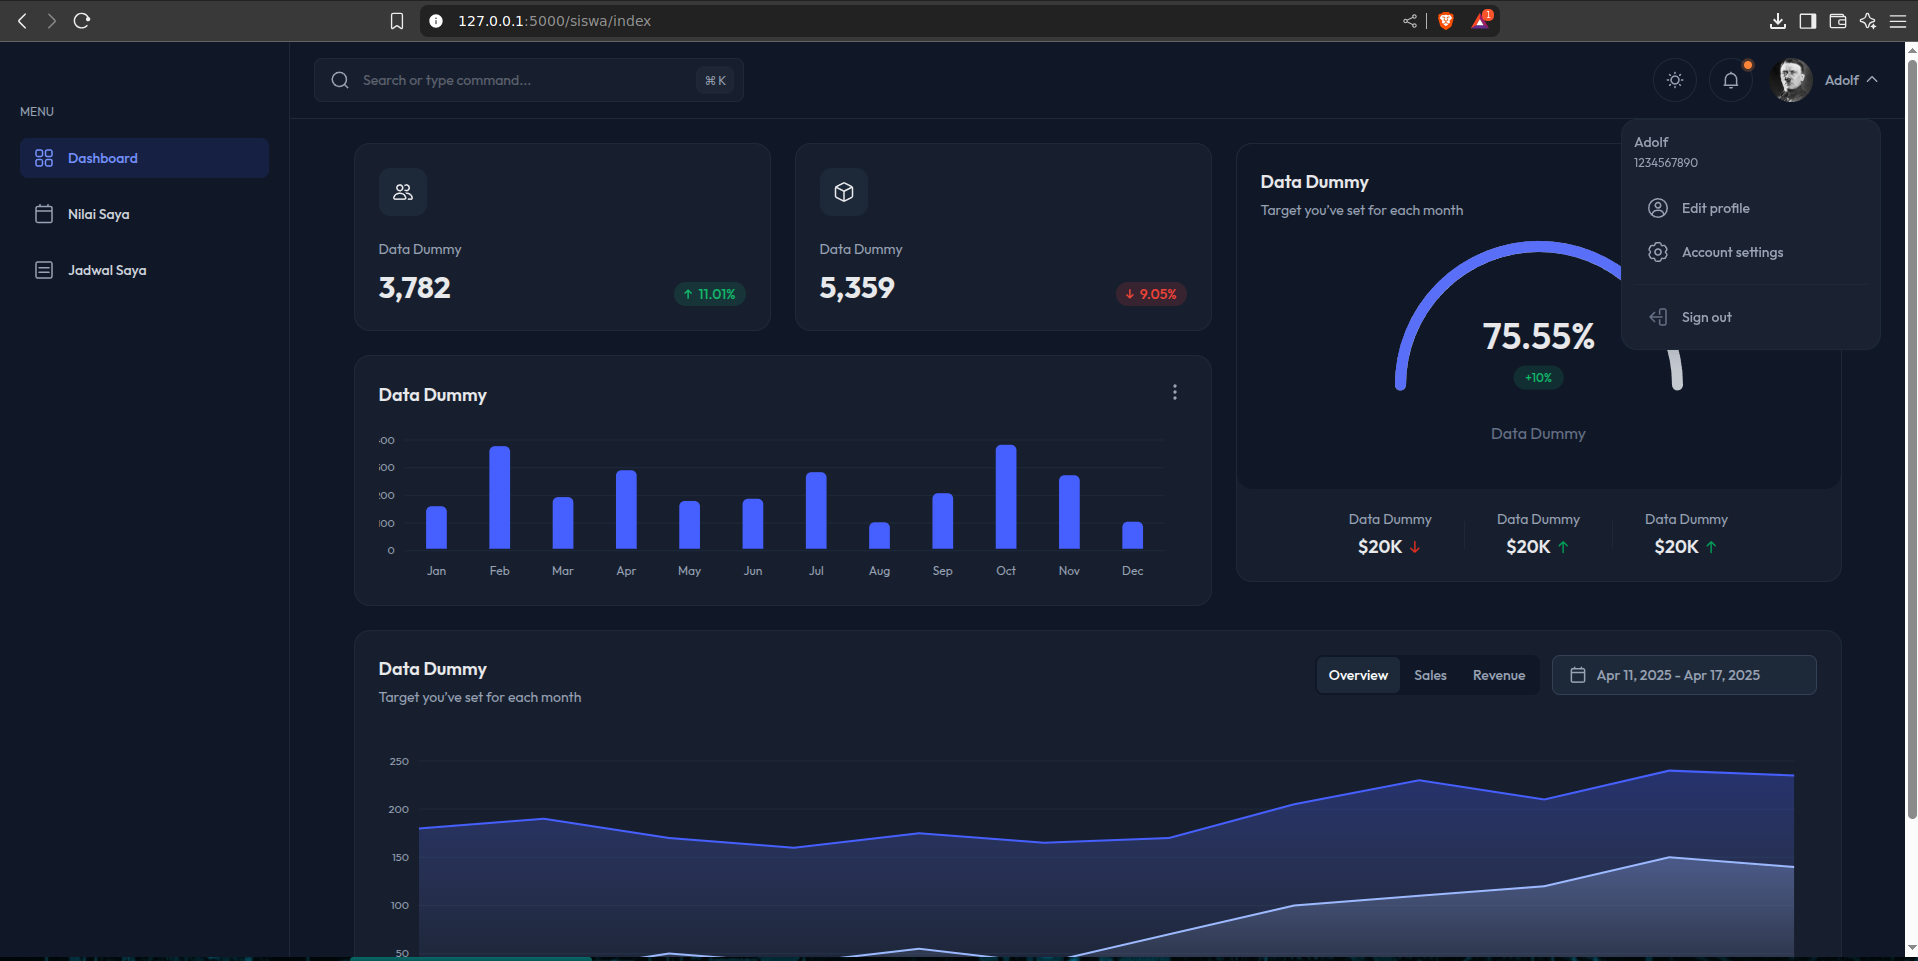 127.0.0.1:5000/siswa/index
1
Search or type command...
⌘ K
Adolf
MENU
Dashboard
Nilai Saya
Jadwal Saya
Adolf
1234567890
Edit profile
Account settings
Sign out
Data Dummy
3,782
11.01%
Data Dummy
5,359
9.05%
Data Dummy
Target you've set for each month
75.55%
+10%
Data Dummy
Data Dummy
$20K
Data Dummy
$20K
Data Dummy
$20K
Data Dummy
0
Jan Feb Mar Apr May Jun Jul Aug Sep Oct Nov Dec
Data Dummy
Target you've set for each month
Overview Sales Revenue
Apr 11, 2025 - Apr 17, 2025
250
200
150
100
50